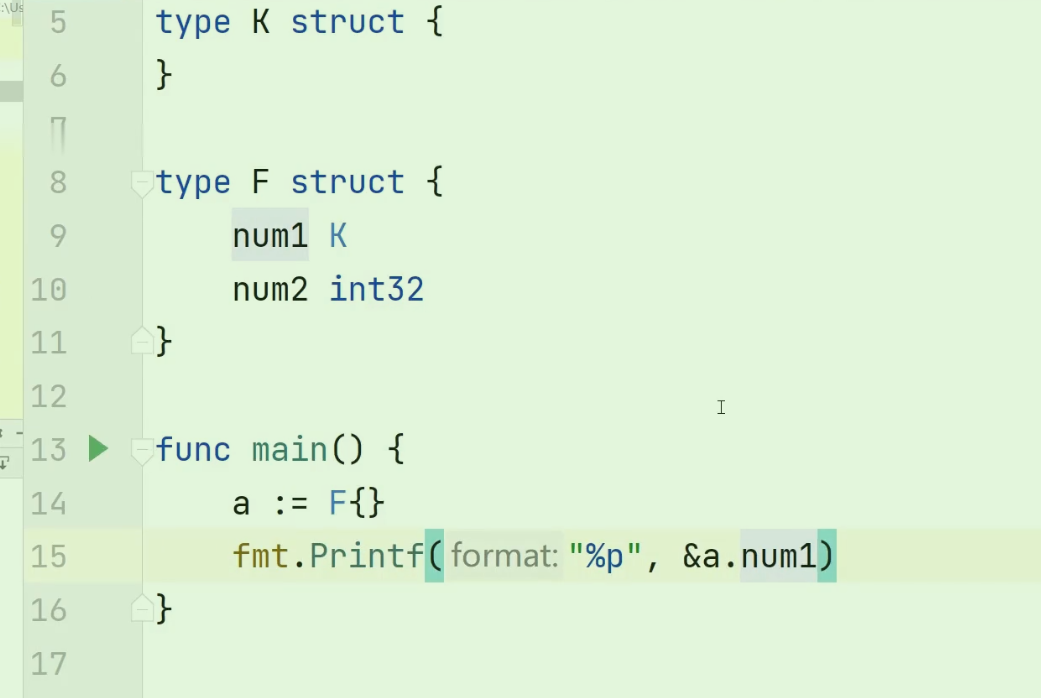 :\Us
5 type K struct {
6 }
7
8 type F struct {
9 num1 K
10 num2 int32
11 }
12
13 func main() {
14 a := F{}
15 fmt.Printf( format: "%p", &a.num1)
16 }
17